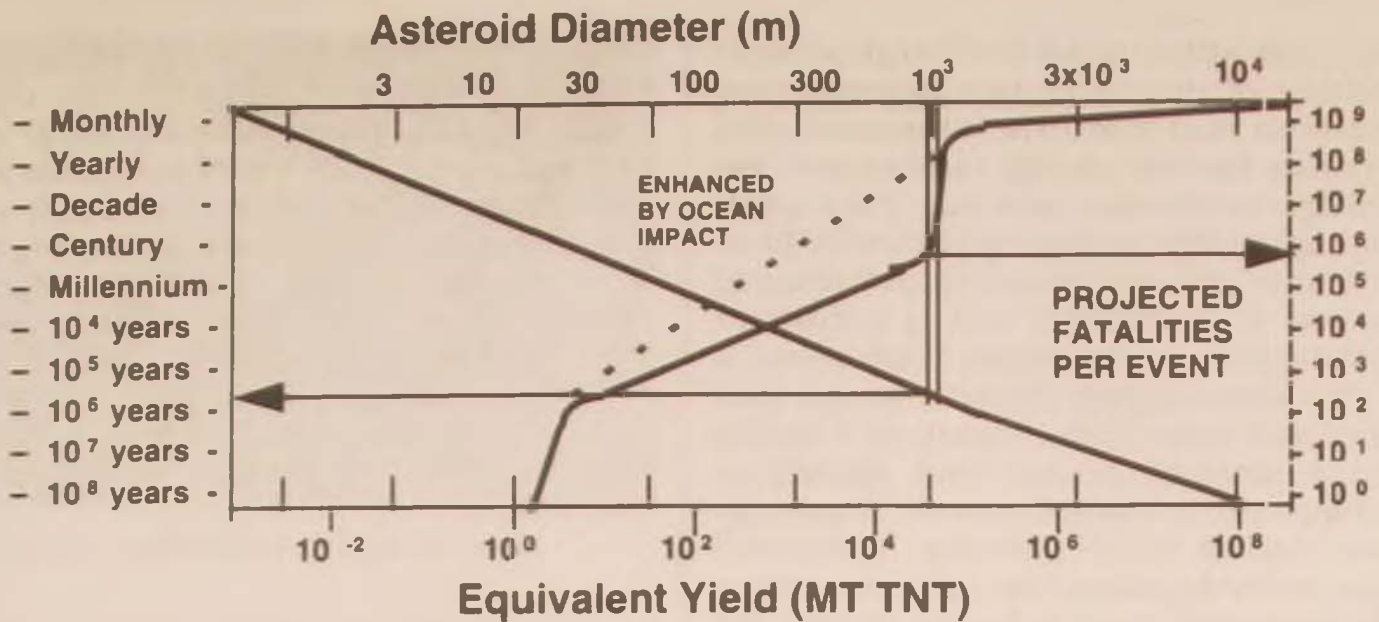 Asteroid Diameter (m)
3 10 30 100 300 10³ 3x10³ 10⁴
– Monthly -
– Yearly -
– Decade -
– Century -
– Millennium -
– 10⁴ years -
– 10⁵ years -
– 10⁶ years -
– 10⁷ years -
– 10⁸ years -
ENHANCED
BY OCEAN
IMPACT
PROJECTED
FATALITIES
PER EVENT
10⁹
10⁸
10⁷
10⁶
10⁵
10⁴
10³
10²
10¹
10⁰
10⁻² 10⁰ 10² 10⁴ 10⁶ 10⁸
Equivalent Yield (MT TNT)